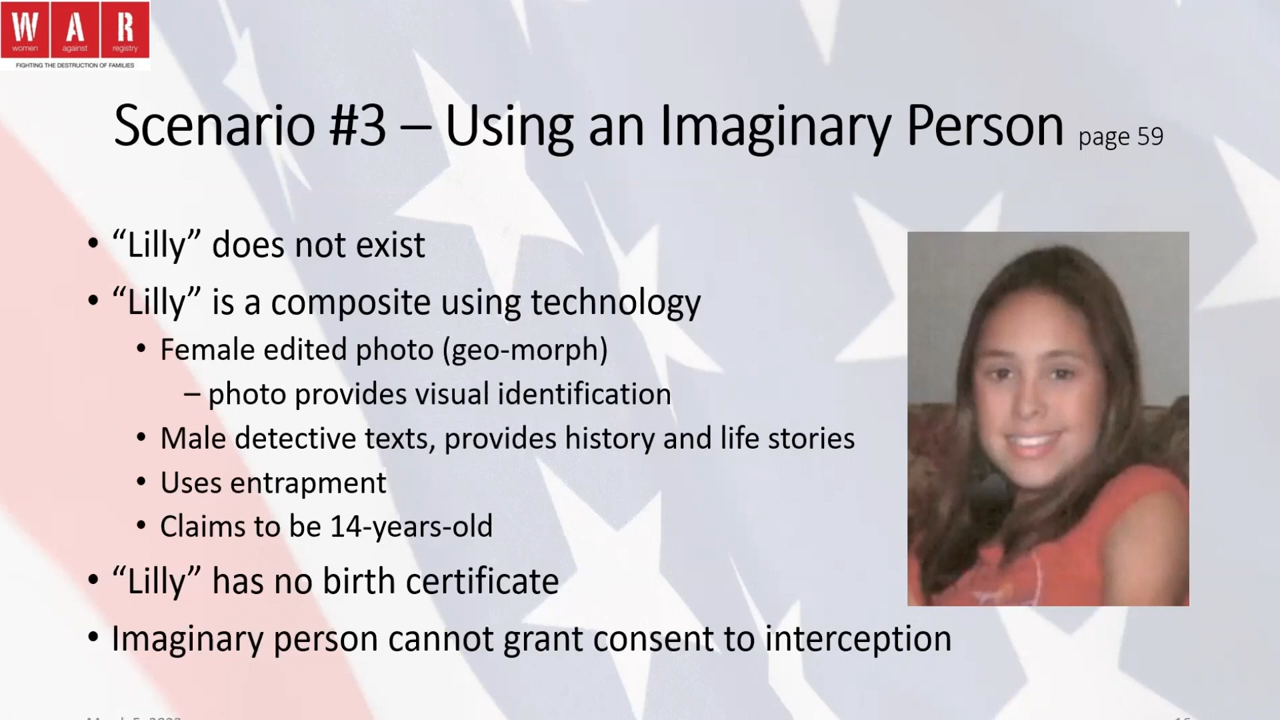 W A R
women against registry
FIGHTING THE DESTRUCTION OF FAMILIES
Scenario #3 – Using an Imaginary Person page 59
• “Lilly” does not exist
• “Lilly” is a composite using technology
• Female edited photo (geo-morph)
– photo provides visual identification
• Male detective texts, provides history and life stories
• Uses entrapment
• Claims to be 14-years-old
• “Lilly” has no birth certificate
• Imaginary person cannot grant consent to interception